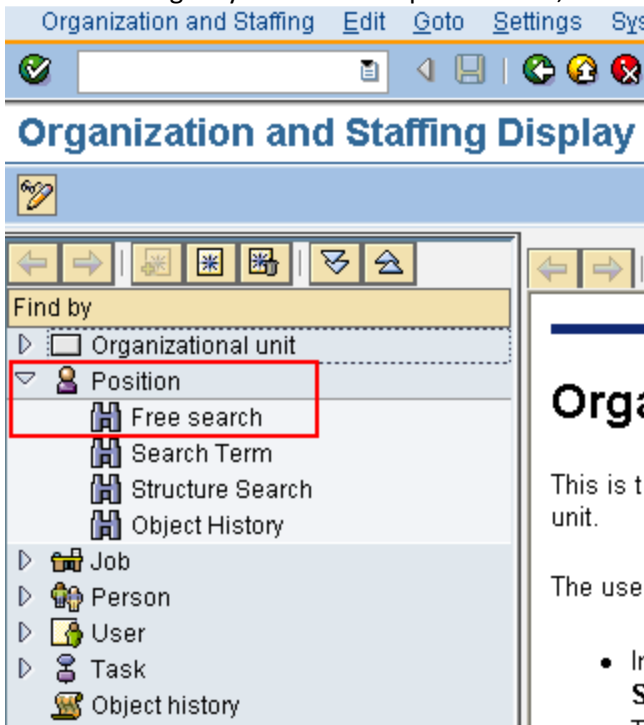 Organization and Staffing Edit Goto Settings
Organization and Staffing Display
Find by
Organizational unit
Position
Free search
Search Term
Structure Search
Object History
Job
Person
User
Task
Object history
This is
unit.
The use